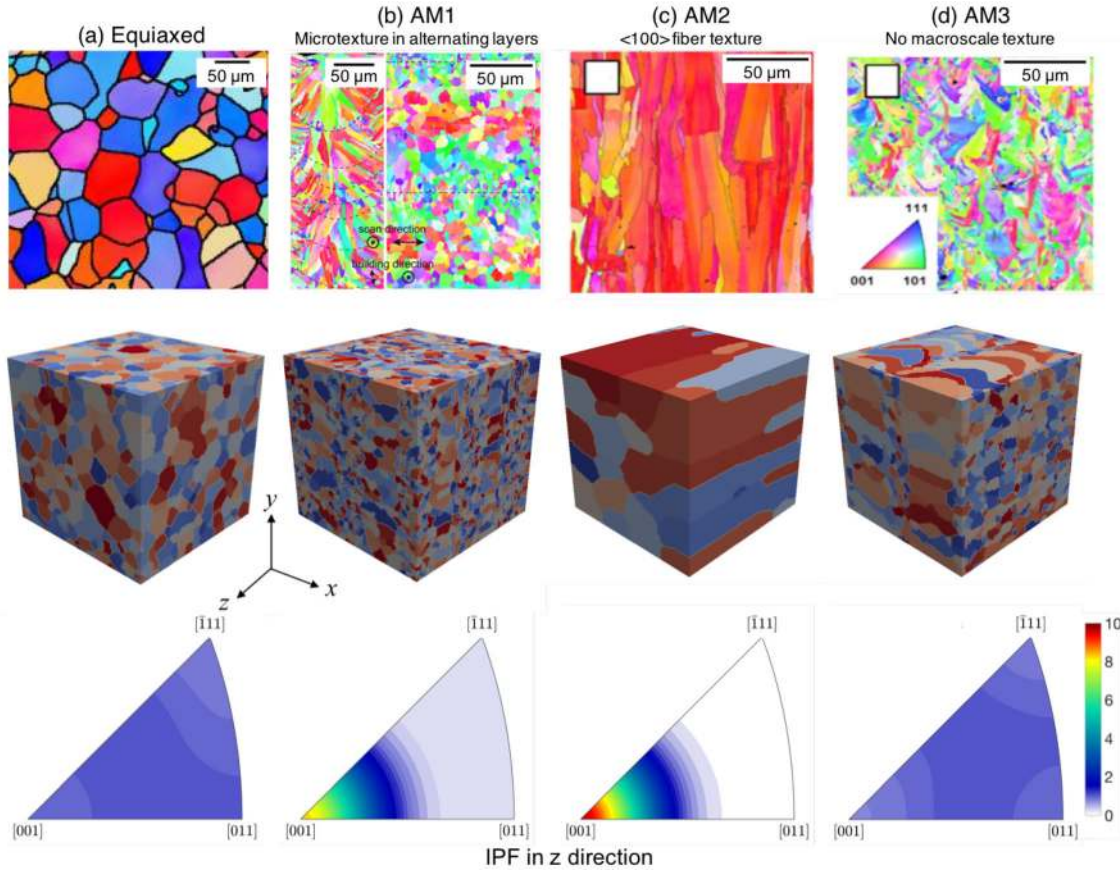 (a) Equiaxed
(b) AM1
(c) AM2
(d) AM3
Microtexture in alternating layers
<100> fiber texture
No macroscale texture
50 µm
50 µm
50 µm
50 µm
50 µm
scan direction
building direction
111
001
101
y
x
z
[1̄11]
[1̄11]
[1̄11]
[1̄11]
10
8
6
4
2
0
[001]
[011]
[001]
[011]
[001]
[011]
[001]
[011]
IPF in z direction